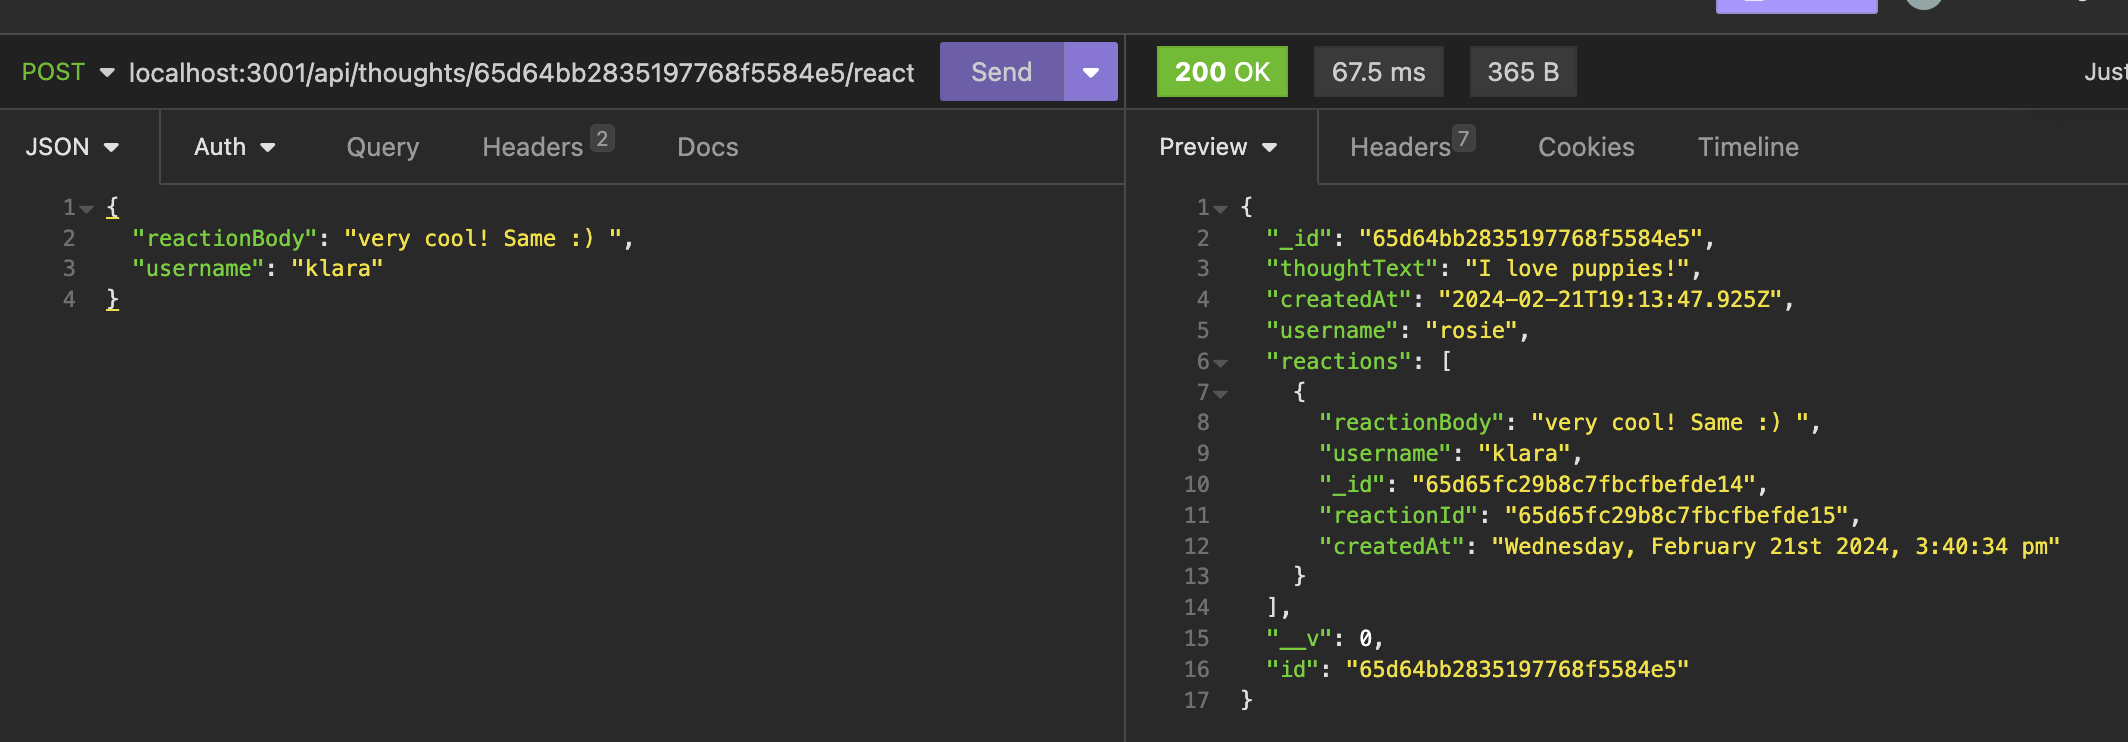 POST localhost:3001/api/thoughts/65d64bb2835197768f5584e5/react Send
200 OK 67.5 ms 365 B Just
JSON Auth Query Headers 2 Docs
Preview Headers 7 Cookies Timeline
1 {
2 "reactionBody": "very cool! Same :) ",
3 "username": "klara"
4 }
1 {
2 "_id": "65d64bb2835197768f5584e5",
3 "thoughtText": "I love puppies!",
4 "createdAt": "2024-02-21T19:13:47.925Z",
5 "username": "rosie",
6 "reactions": [
7 {
8 "reactionBody": "very cool! Same :) ",
9 "username": "klara",
10 "_id": "65d65fc29b8c7fbcfbefde14",
11 "reactionId": "65d65fc29b8c7fbcfbefde15",
12 "createdAt": "Wednesday, February 21st 2024, 3:40:34 pm"
13 }
14 ],
15 "__v": 0,
16 "id": "65d64bb2835197768f5584e5"
17 }